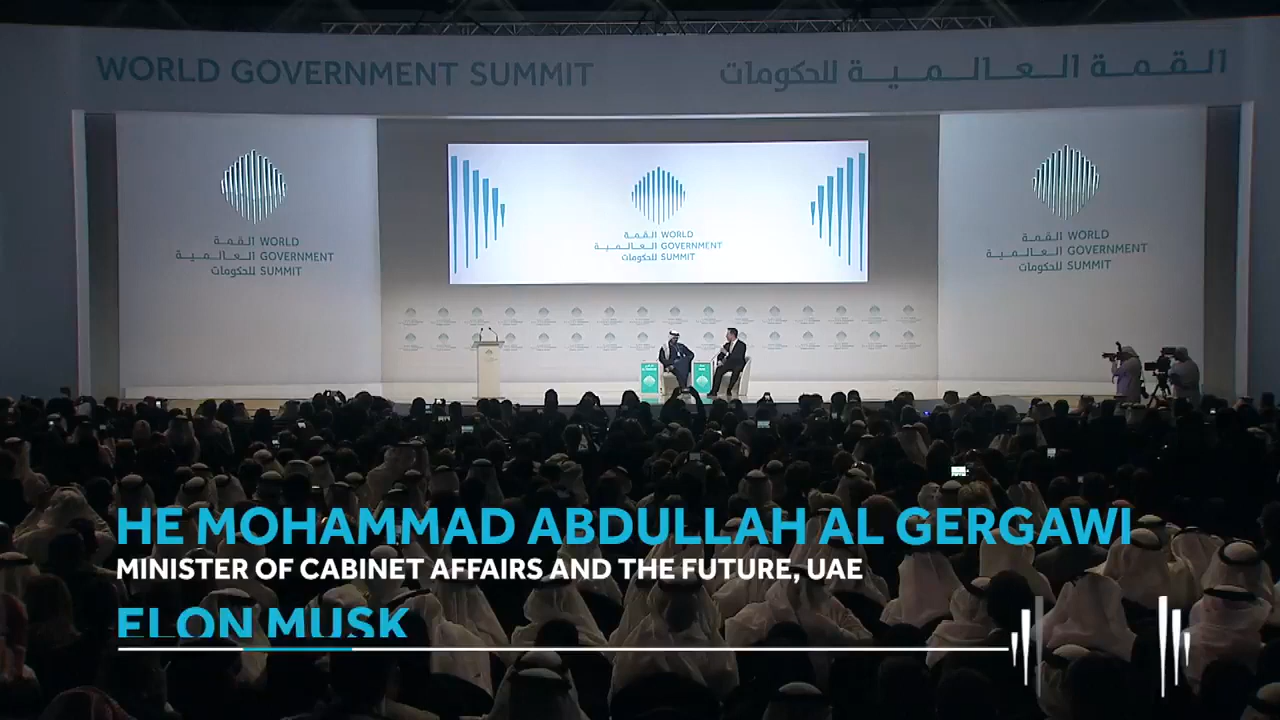 WORLD GOVERNMENT SUMMIT
القمة العالمية للحكومات
القمة WORLD
العالمية GOVERNMENT
للحكومات SUMMIT
القمة WORLD
العالمية GOVERNMENT
للحكومات SUMMIT
القمة WORLD
العالمية GOVERNMENT
للحكومات SUMMIT
HE MOHAMMAD ABDULLAH AL GERGAWI
MINISTER OF CABINET AFFAIRS AND THE FUTURE, UAE
ELON MUSK